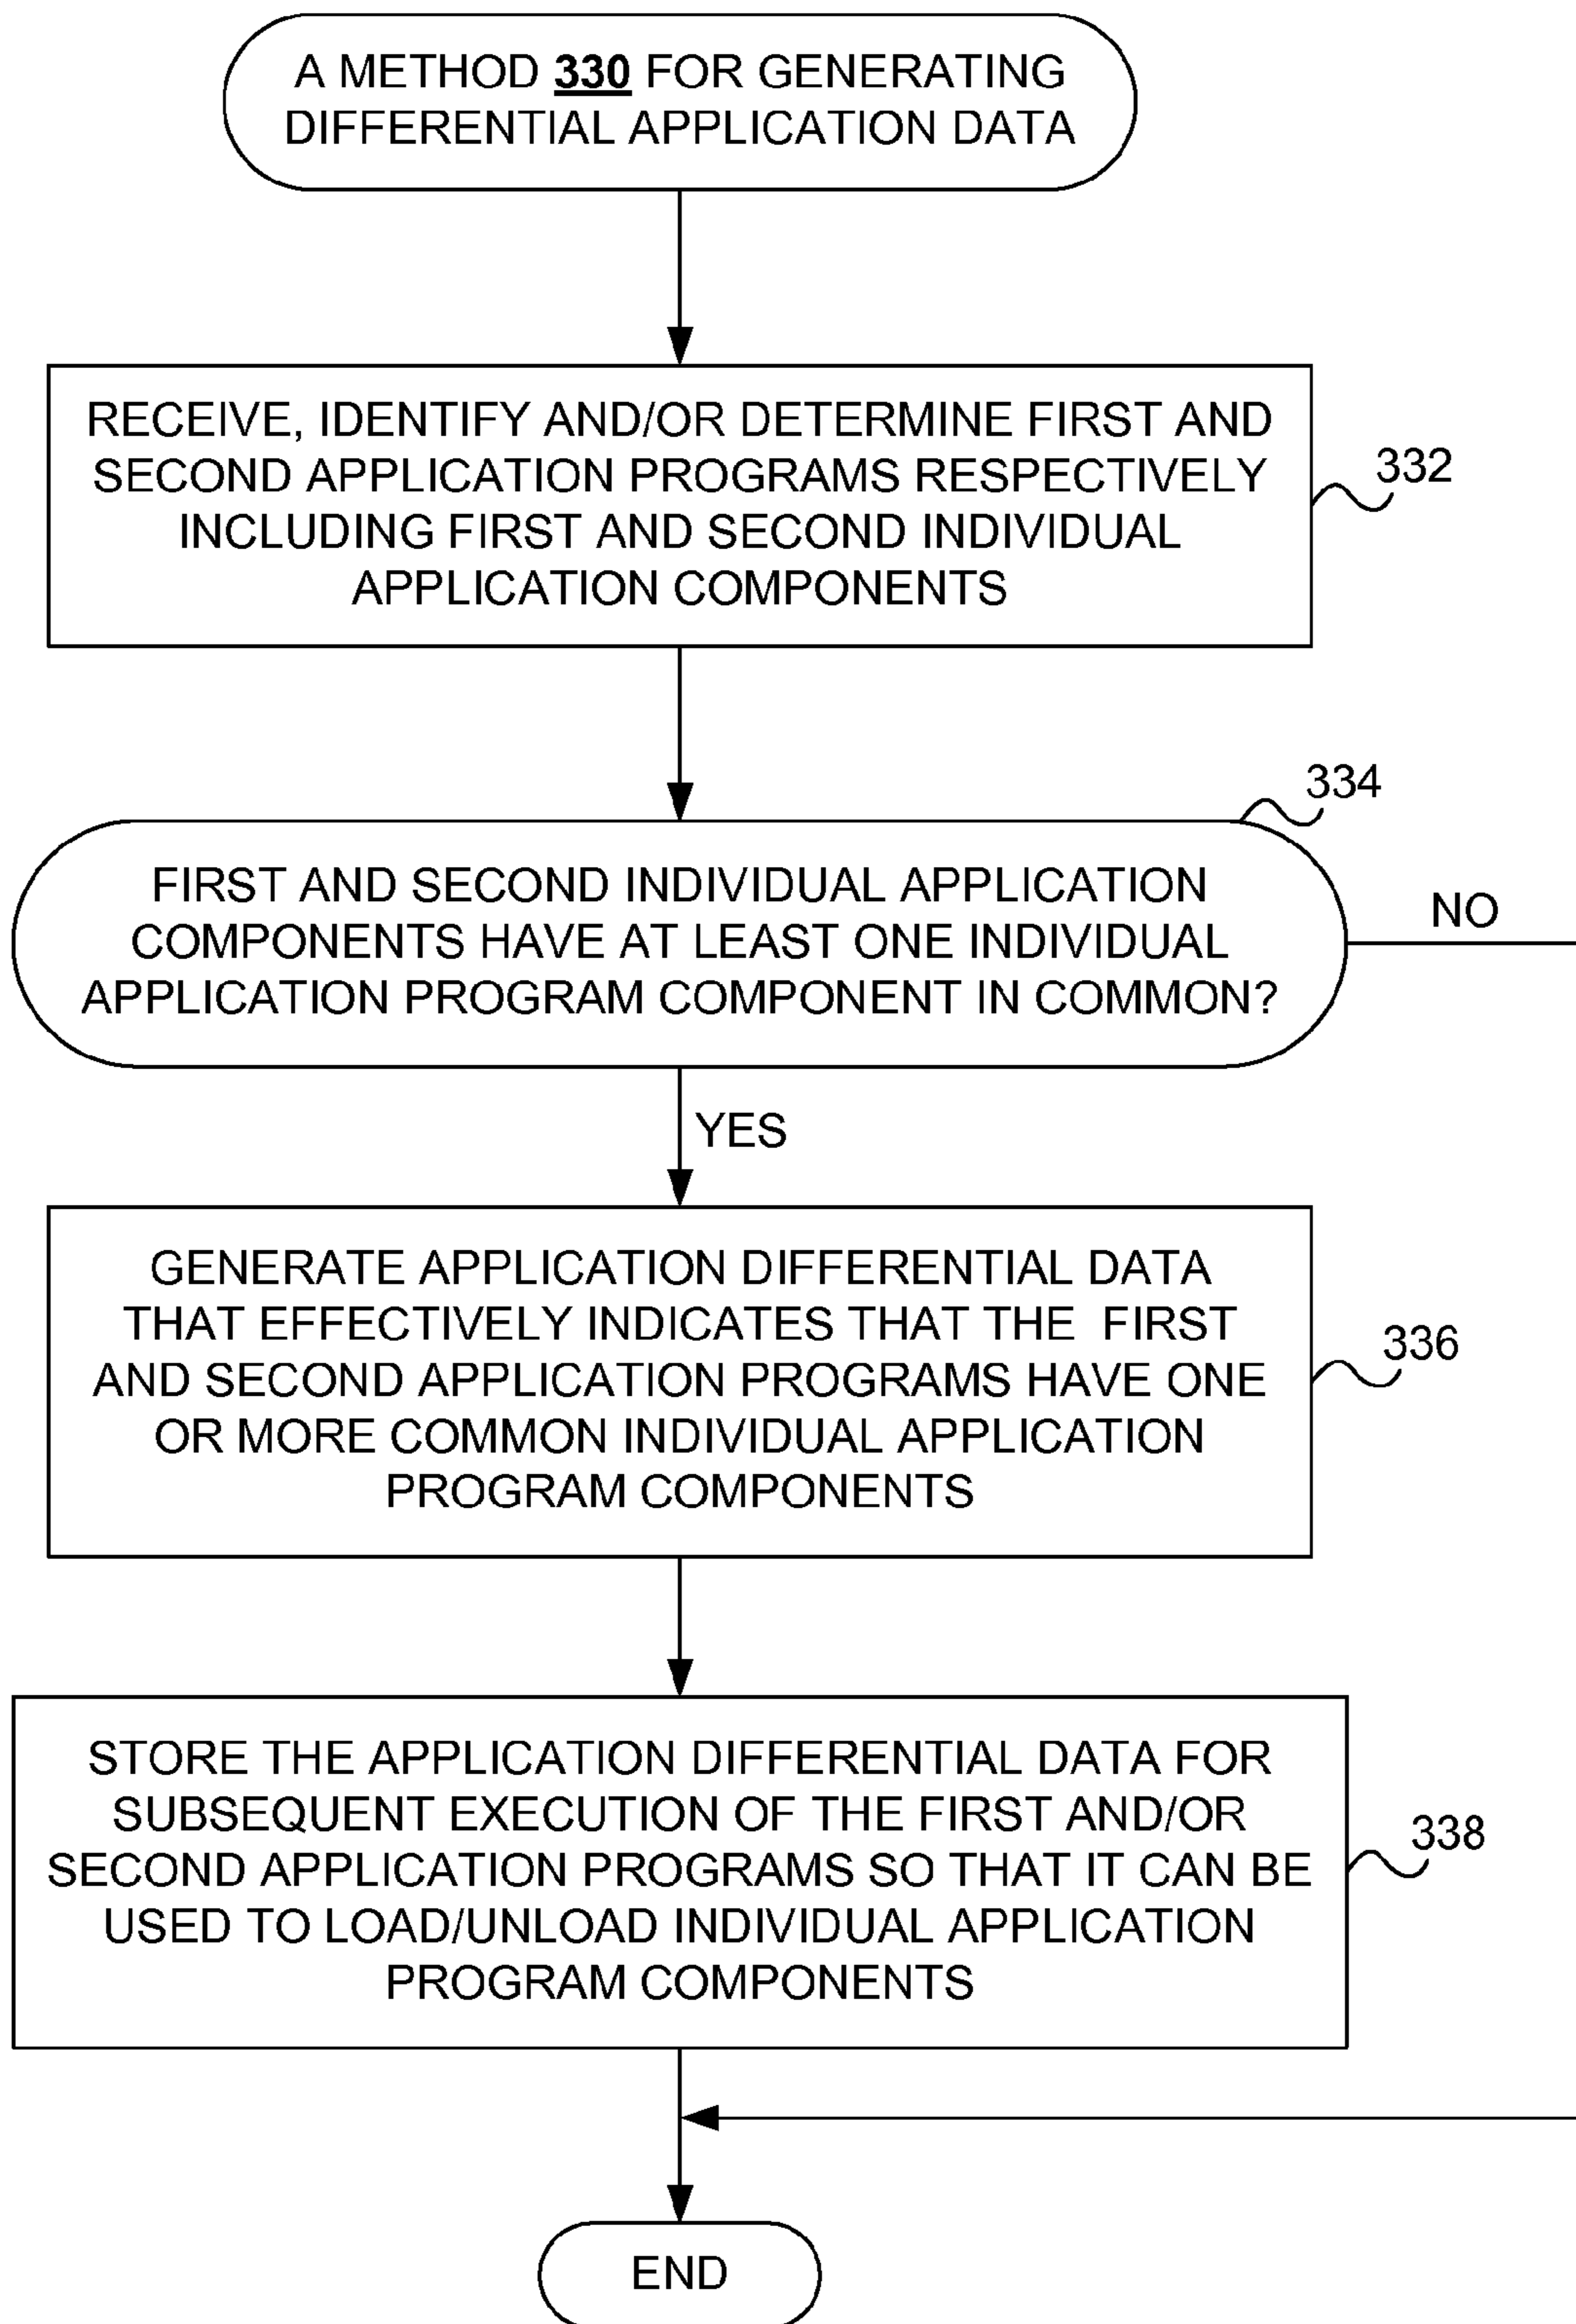 A METHOD 330 FOR GENERATING
DIFFERENTIAL APPLICATION DATA
RECEIVE, IDENTIFY AND/OR DETERMINE FIRST AND
SECOND APPLICATION PROGRAMS RESPECTIVELY
INCLUDING FIRST AND SECOND INDIVIDUAL
APPLICATION COMPONENTS
332
334
FIRST AND SECOND INDIVIDUAL APPLICATION
COMPONENTS HAVE AT LEAST ONE INDIVIDUAL
APPLICATION PROGRAM COMPONENT IN COMMON?
NO
YES
GENERATE APPLICATION DIFFERENTIAL DATA
THAT EFFECTIVELY INDICATES THAT THE FIRST
AND SECOND APPLICATION PROGRAMS HAVE ONE
OR MORE COMMON INDIVIDUAL APPLICATION
PROGRAM COMPONENTS
336
STORE THE APPLICATION DIFFERENTIAL DATA FOR
SUBSEQUENT EXECUTION OF THE FIRST AND/OR
SECOND APPLICATION PROGRAMS SO THAT IT CAN BE
USED TO LOAD/UNLOAD INDIVIDUAL APPLICATION
PROGRAM COMPONENTS
338
END